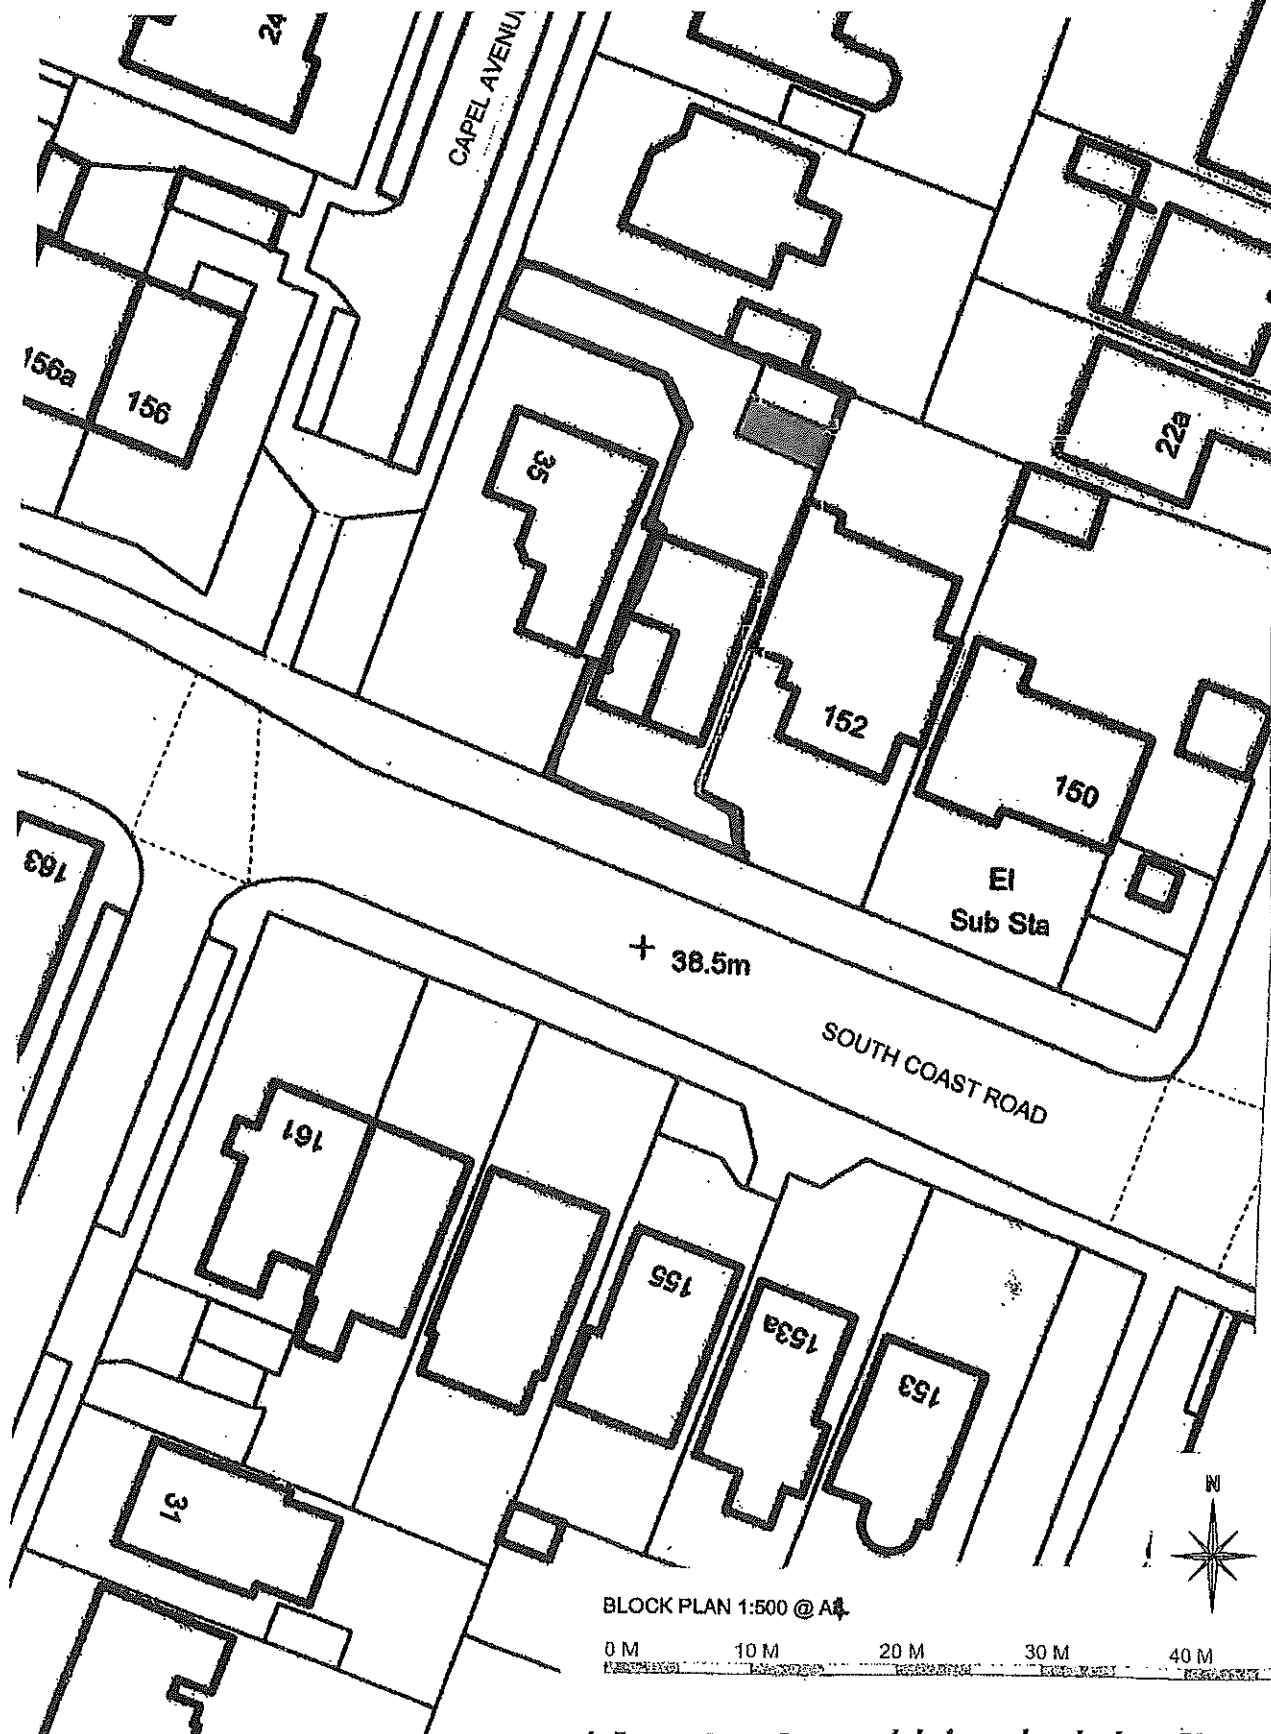 24
CAPEL AVENU
156a
156
35
22a
152
150
163
El
Sub Sta
38.5m
SOUTH COAST ROAD
161
155
153a
153
31
N
BLOCK PLAN 1:500 @ A4
0 M 10 M 20 M 30 M 40 M